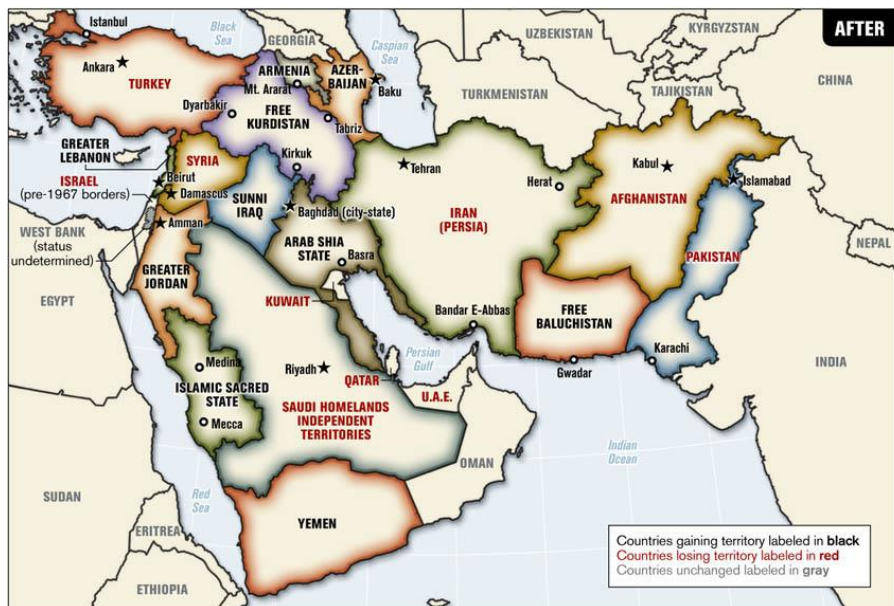 AFTER
Istanbul
Black
Sea
GEORGIA
Caspian
Sea
UZBEKISTAN
KYRGYZSTAN
Ankara
TURKEY
ARMENIA
Mt. Ararat
AZER-
BAIJAN
Baku
TURKMENISTAN
TAJIKISTAN
CHINA
Dyarbakir
FREE
KURDISTAN
Tabriz
GREATER
LEBANON
SYRIA
Kirkuk
Tehran
Herat
Kabul
Islamabad
ISRAEL
(pre-1967 borders)
Beirut
Damascus
SUNNI
IRAQ
Baghdad (city-state)
IRAN
(PERSIA)
AFGHANISTAN
WEST BANK
(status
undetermined)
Amman
ARAB SHIA
STATE
Basra
PAKISTAN
NEPAL
EGYPT
GREATER
JORDAN
KUWAIT
Bandar E-Abbas
FREE
BALUCHISTAN
Karachi
Gwadar
INDIA
Medina
ISLAMIC SACRED
STATE
Mecca
Riyadh
Persian
Gulf
QATAR
U.A.E.
SAUDI HOMELANDS
INDEPENDENT
TERRITORIES
OMAN
Indian
Ocean
SUDAN
Red
Sea
YEMEN
ERITREA
ETHIOPIA
Countries gaining territory labeled in black
Countries losing territory labeled in red
Countries unchanged labeled in gray